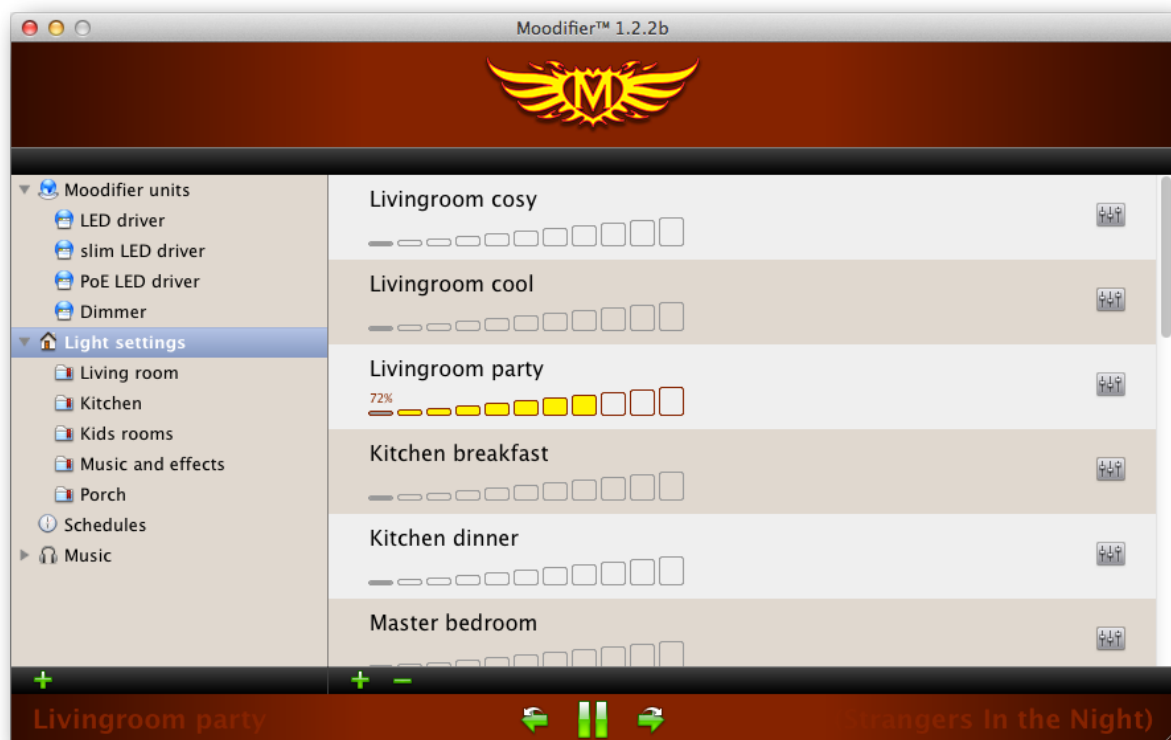 Moodifier™ 1.2.2b
M
Moodifier units
LED driver
slim LED driver
PoE LED driver
Dimmer
Light settings
Living room
Kitchen
Kids rooms
Music and effects
Porch
Schedules
Music
Livingroom cosy
Livingroom cool
Livingroom party
72%
Kitchen breakfast
Kitchen dinner
Master bedroom
Livingroom party
Strangers In the Night)